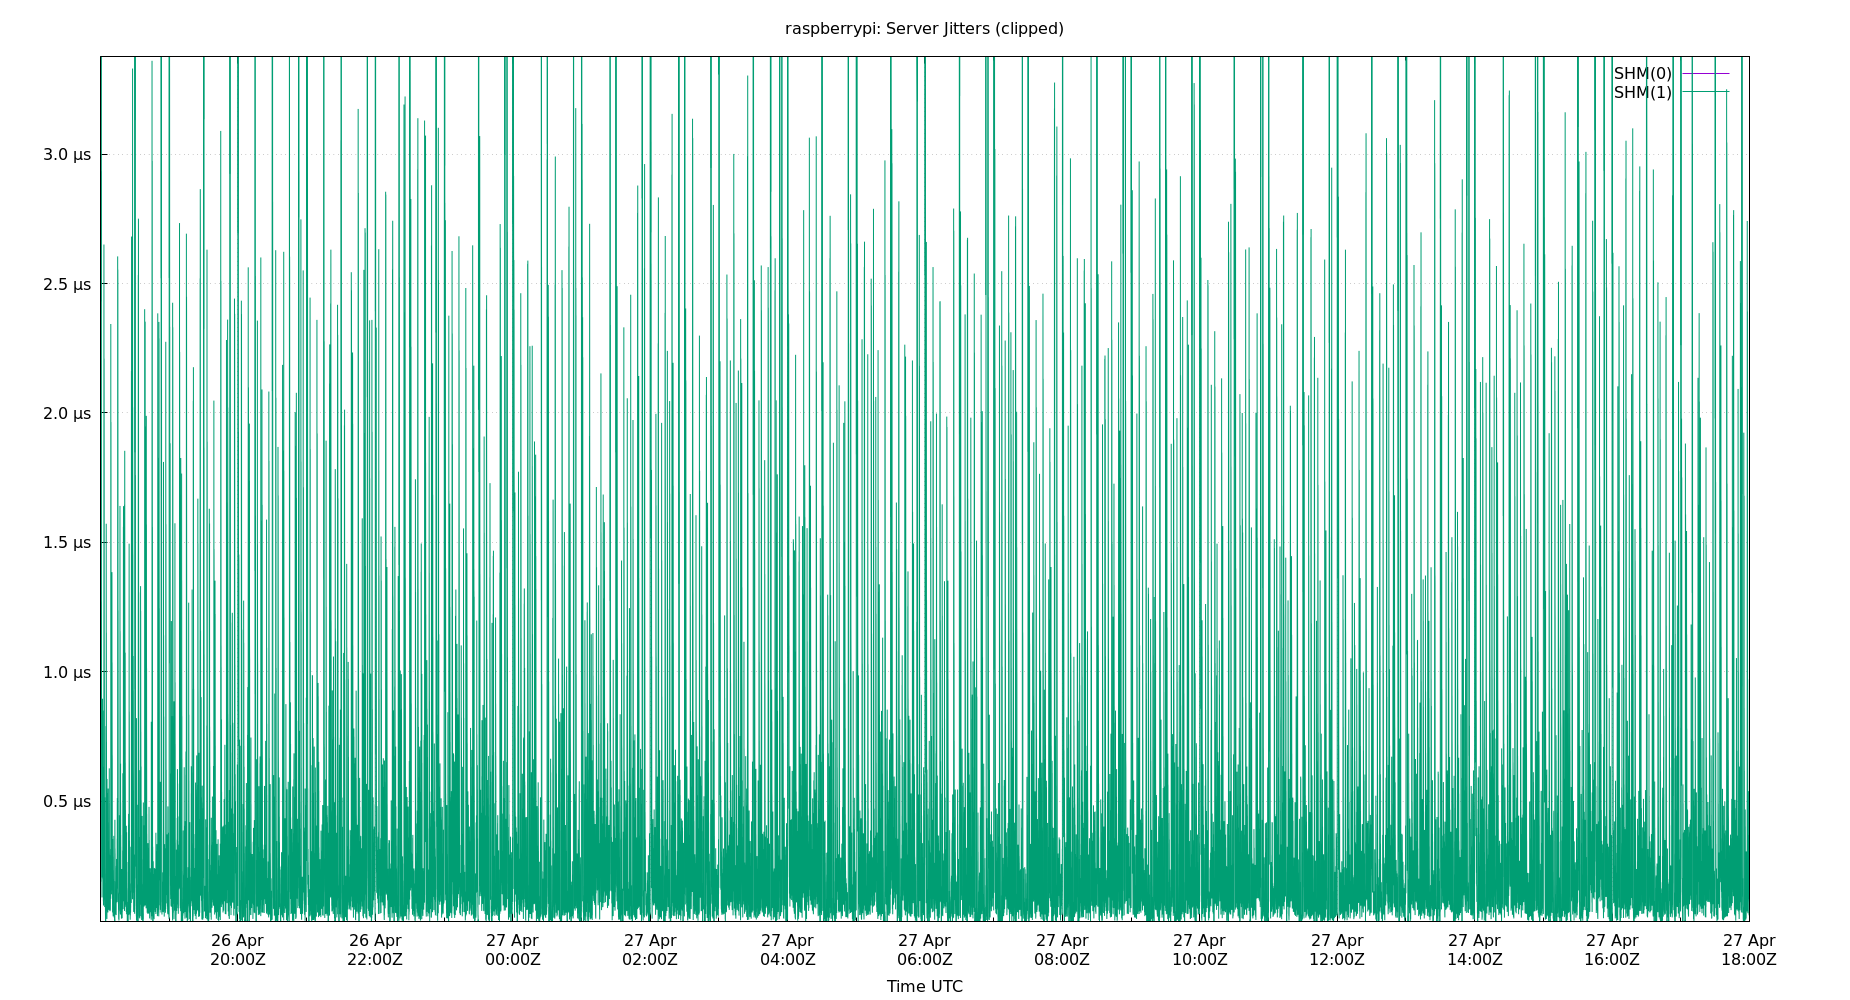 raspberrypi: Server Jitters (clipped)
SHM(0)
SHM(1)
3.0 µs
2.5 µs
2.0 µs
1.5 µs
1.0 µs
0.5 µs
26 Apr 26 Apr 27 Apr 27 Apr 27 Apr 27 Apr 27 Apr 27 Apr 27 Apr 27 Apr 27 Apr 27 Apr
20:00Z 22:00Z 00:00Z 02:00Z 04:00Z 06:00Z 08:00Z 10:00Z 12:00Z 14:00Z 16:00Z 18:00Z
Time UTC